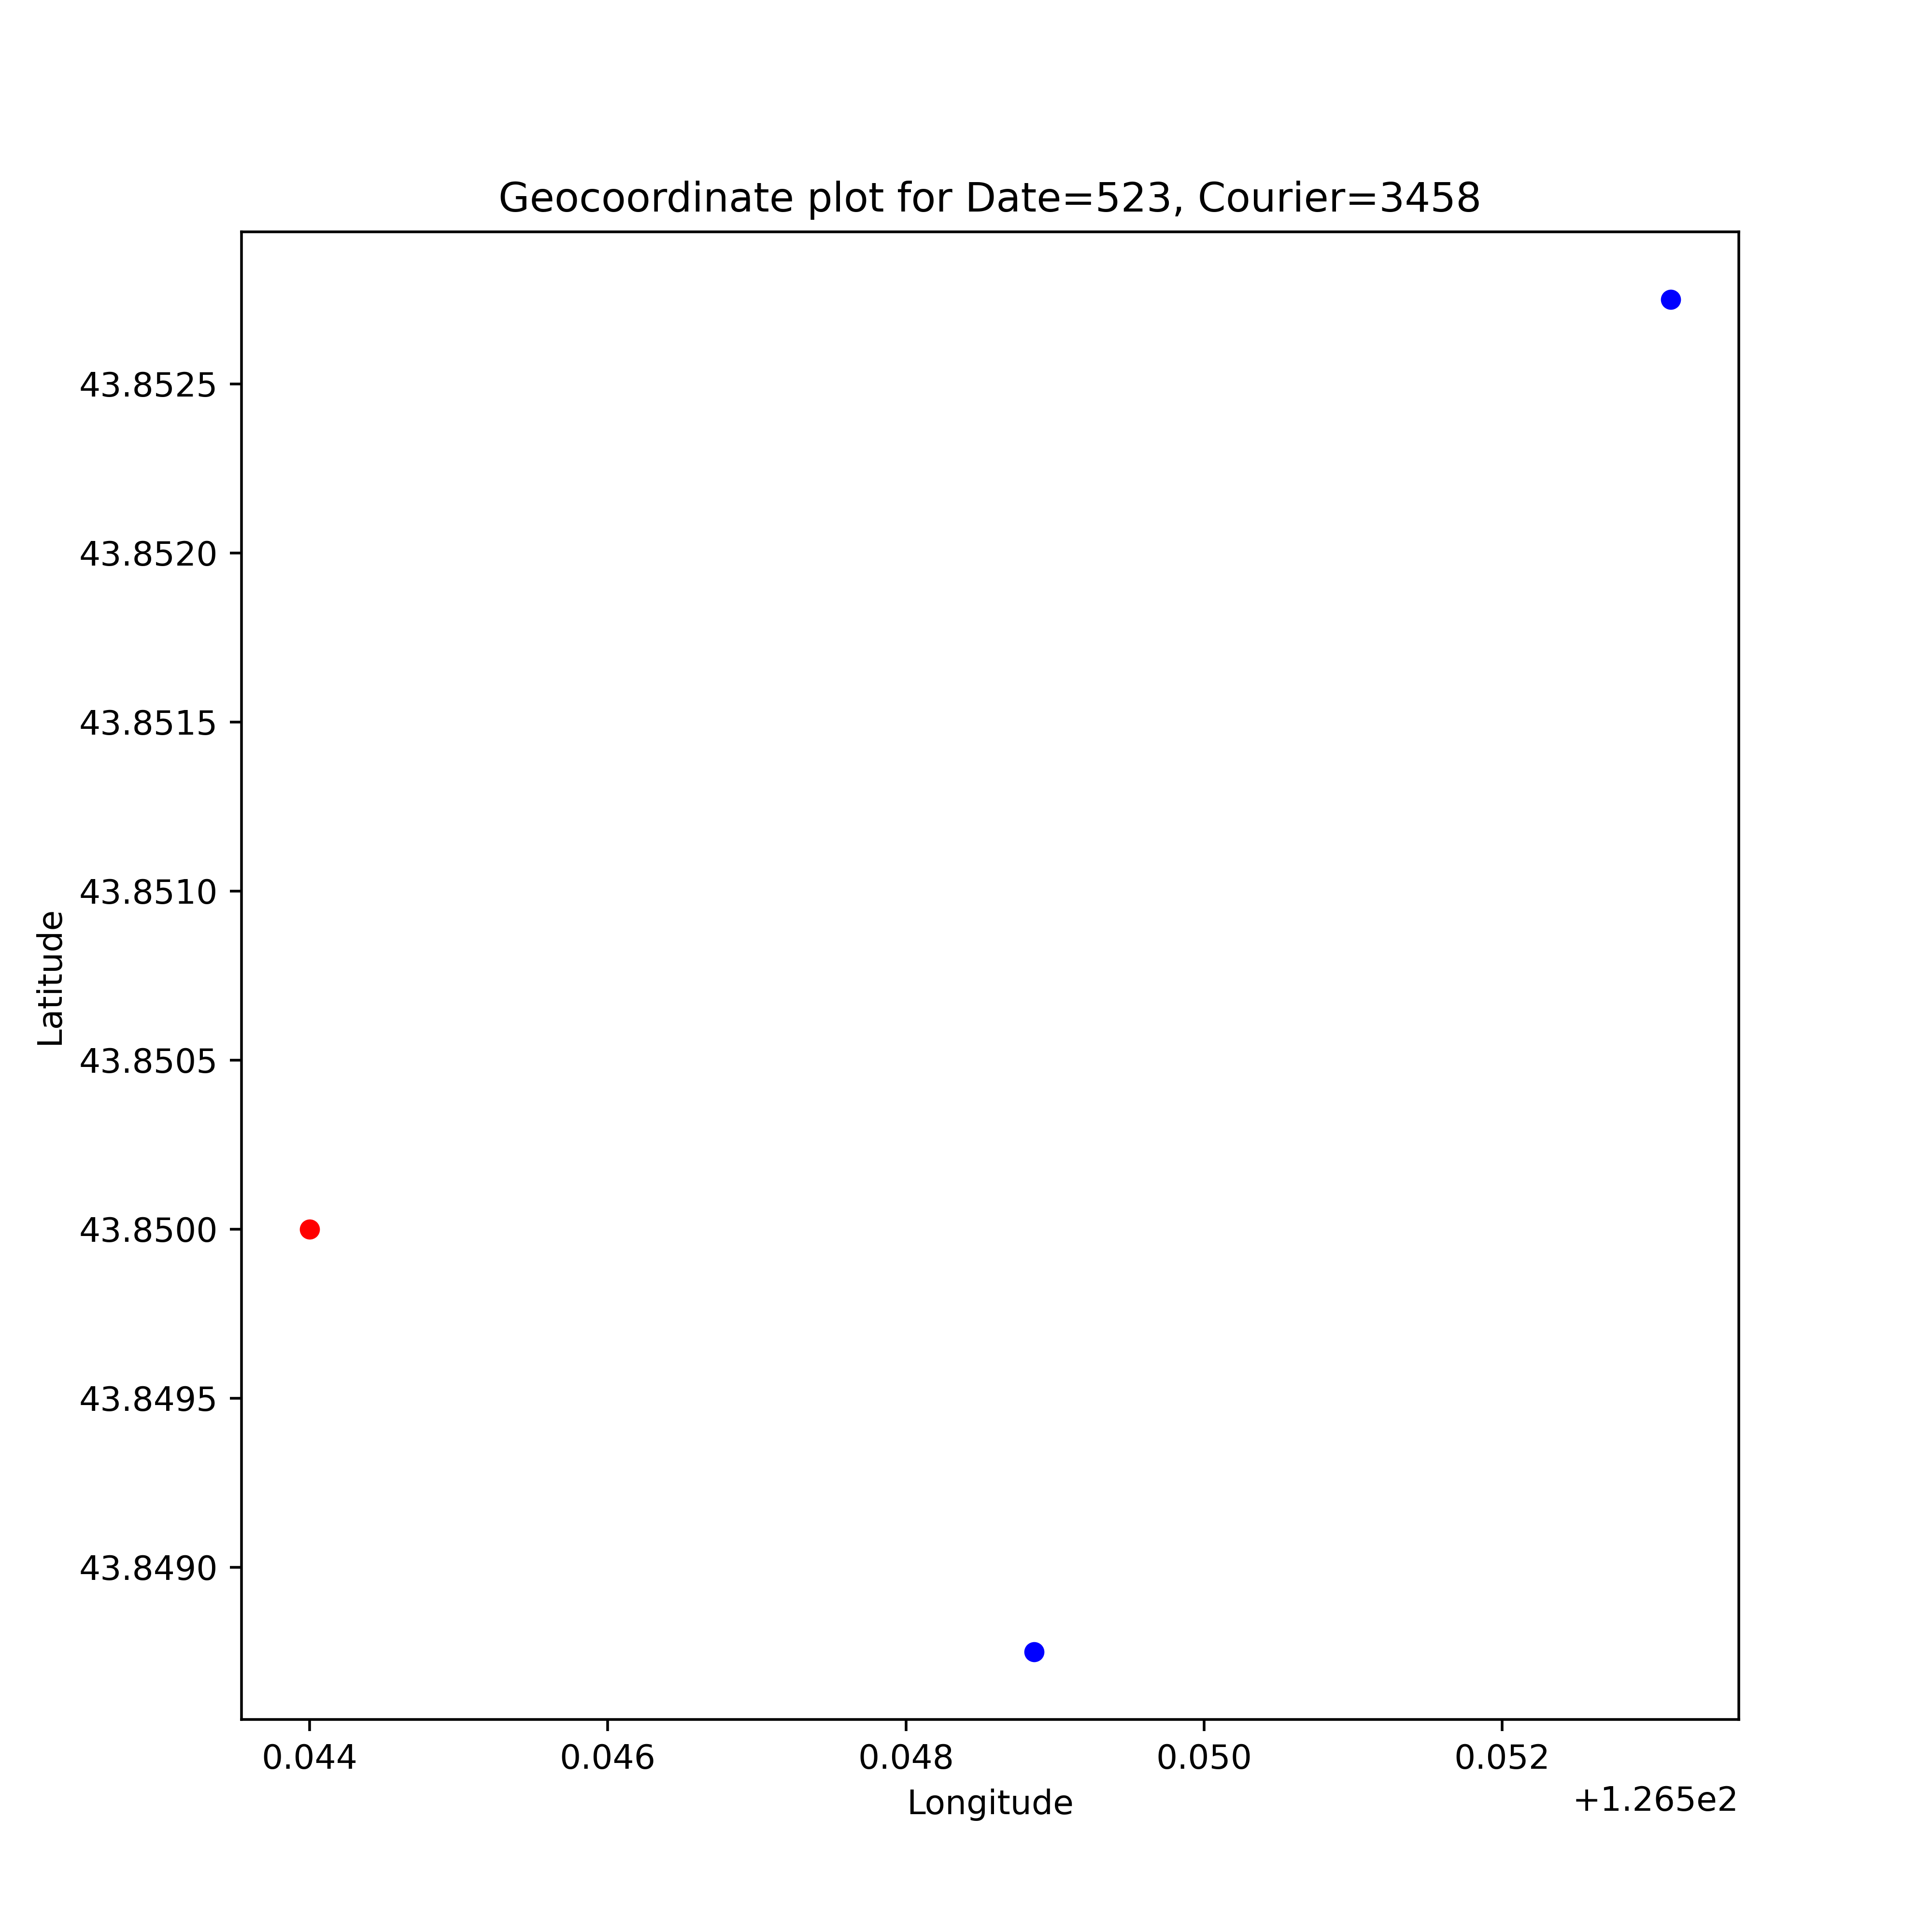 Geocoordinate plot for Date=523, Courier=3458
43.8525
43.8520
43.8515
43.8510
43.8505
43.8500
43.8495
43.8490
Latitude
0.044 0.046 0.048 0.050 0.052
Longitude
+1.265e2